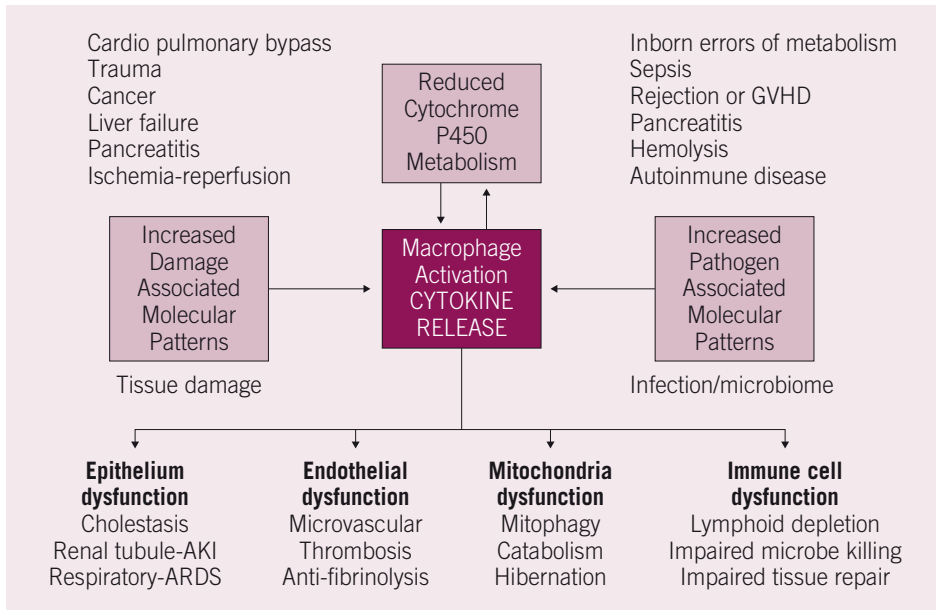 Cardio pulmonary bypass
Trauma
Cancer
Liver failure
Pancreatitis
Ischemia-reperfusion
Reduced
Cytochrome
P450
Metabolism
Inborn errors of metabolism
Sepsis
Rejection or GVHD
Pancreatitis
Hemolysis
Autoinmune disease
Increased
Damage
Associated
Molecular
Patterns
Tissue damage
Macrophage
Activation
CYTOKINE
RELEASE
Increased
Pathogen
Associated
Molecular
Patterns
Infection/microbiome
Epithelium
dysfunction
Cholestasis
Renal tubule-AKI
Respiratory-ARDS
Endothelial
dysfunction
Microvascular
Thrombosis
Anti-fibrinolysis
Mitochondria
dysfunction
Mitophagy
Catabolism
Hibernation
Immune cell
dysfunction
Lymphoid depletion
Impaired microbe killing
Impaired tissue repair